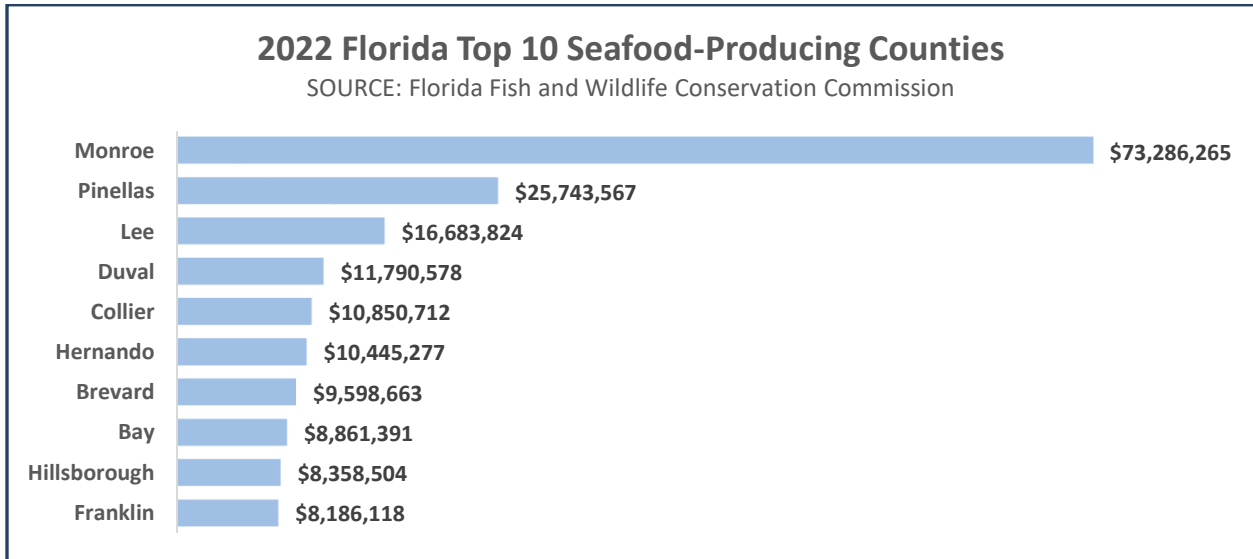 2022 Florida Top 10 Seafood-Producing Counties
SOURCE: Florida Fish and Wildlife Conservation Commission
Monroe $73,286,265
Pinellas $25,743,567
Lee $16,683,824
Duval $11,790,578
Collier $10,850,712
Hernando $10,445,277
Brevard $9,598,663
Bay $8,861,391
Hillsborough $8,358,504
Franklin $8,186,118